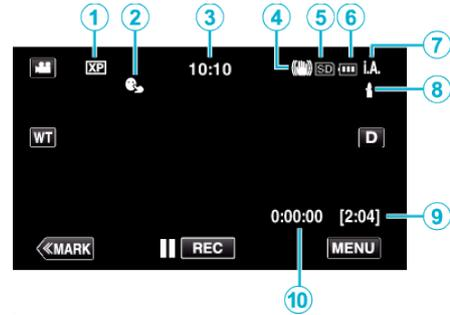 1 2 3 4 5 6 7
XP 10:10 SD i.A.
8
WT D
0:00:00 [2:04] 9
≪MARK REC MENU
10